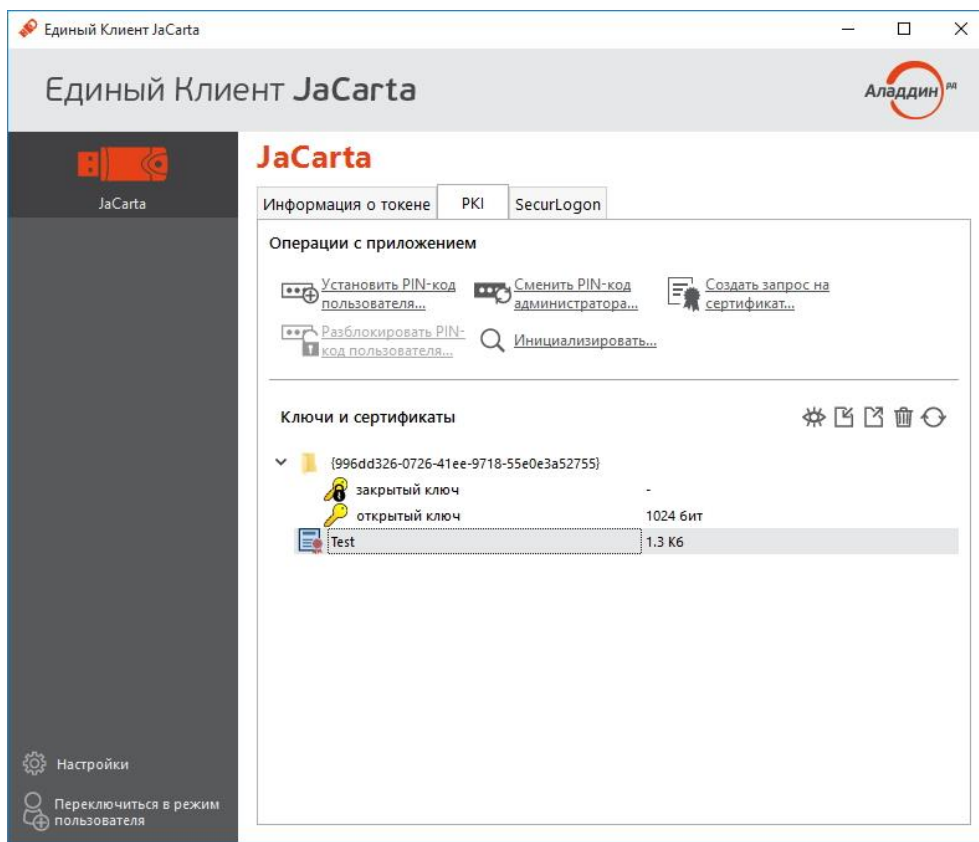 Единый Клиент JaCarta
Единый Клиент JaCarta
Аладдин РД
JaCarta
JaCarta
Информация о токене PKI SecurLogon
Операции с приложением
Установить PIN-код
пользователя...
Сменить PIN-код
администратора...
Создать запрос на
сертификат...
Разблокировать PIN-
код пользователя...
Инициализировать...
Ключи и сертификаты
{996dd326-0726-41ee-9718-55e0e3a52755}
закрытый ключ -
открытый ключ 1024 бит
Test 1.3 Кб
Настройки
Переключиться в режим
пользователя